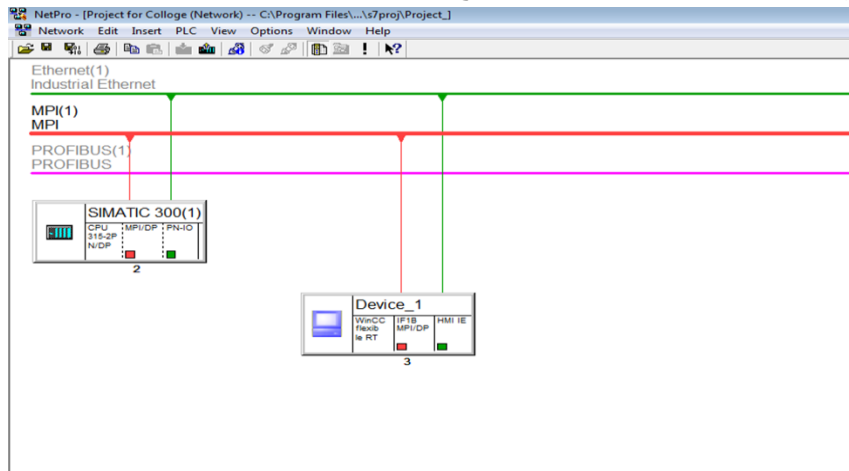 NetPro - [Project for Colloge (Network) -- C:\Program Files\...\s7proj\Project_]
Network Edit Insert PLC View Options Window Help
Ethernet(1)
Industrial Ethernet
MPI(1)
MPI
PROFIBUS(1)
PROFIBUS
SIMATIC 300(1)
CPU MPI/DP PN-IO
315-2P
N/DP
2
Device_1
WinCC IF1B HMI IE
flexib MPI/DP
le RT
3